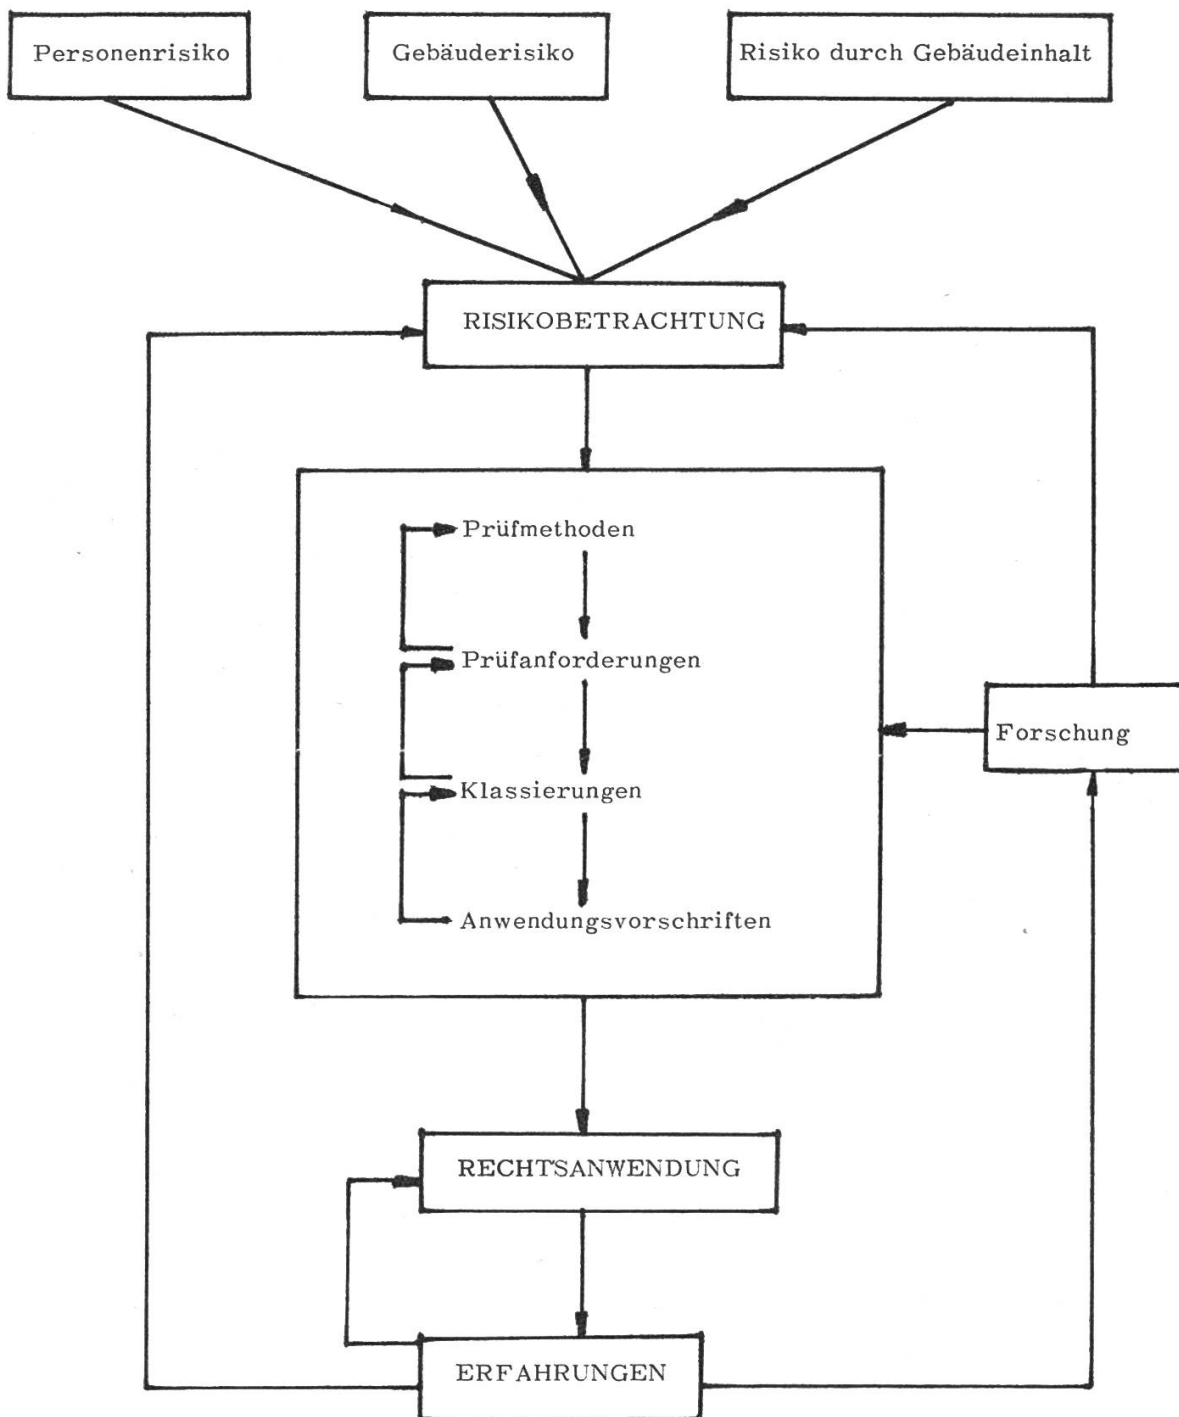 Personenrisiko
Gebäuderisiko
Risiko durch Gebäudeinhalt
RISIKOBETRACHTUNG
Prüfmethoden
Prüfanforderungen
Forschung
Klassierungen
Anwendungsvorschriften
RECHTSANWENDUNG
ERFAHRUNGEN